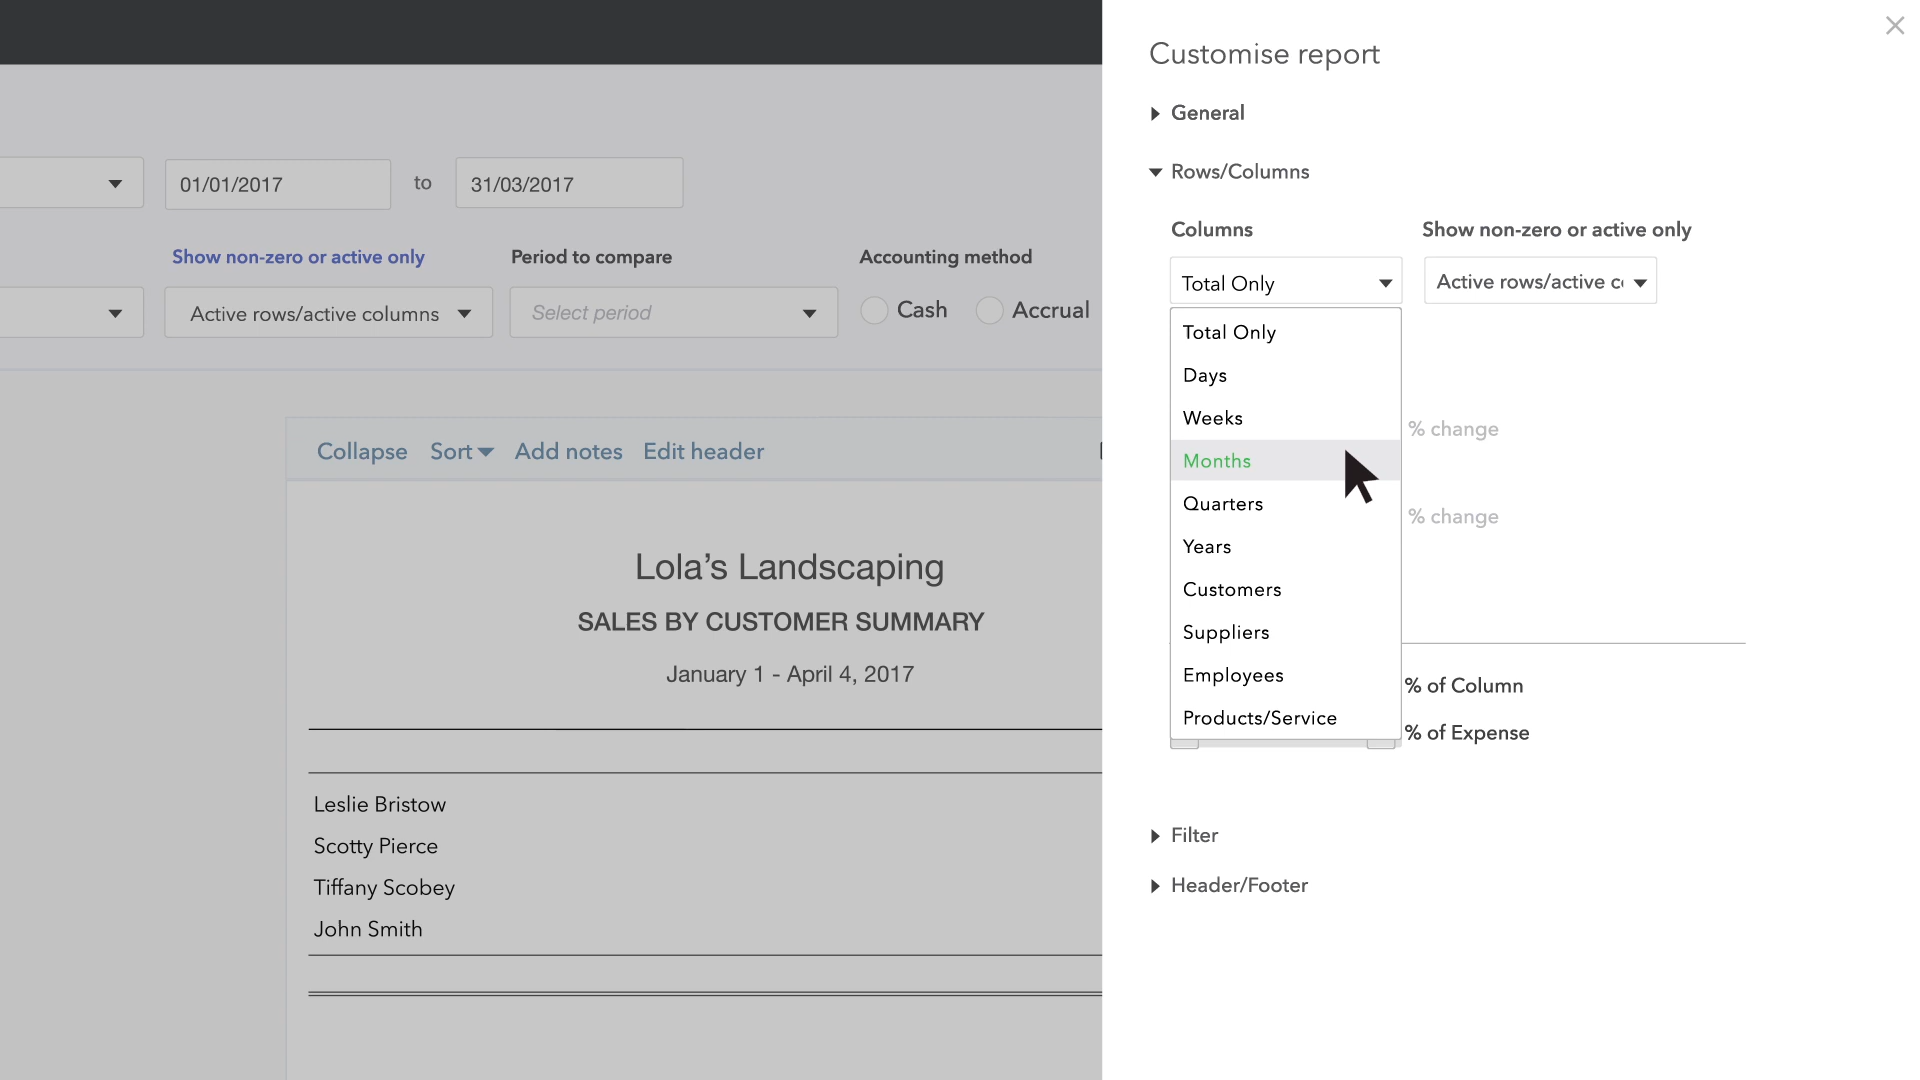 01/01/2017 to 31/03/2017
Show non-zero or active only Period to compare Accounting method
Active rows/active columns Select period Cash Accrual
Collapse Sort Add notes Edit header
Lola's Landscaping
SALES BY CUSTOMER SUMMARY
January 1 - April 4, 2017
Leslie Bristow
Scotty Pierce
Tiffany Scobey
John Smith
Customise report
General
Rows/Columns
Columns Show non-zero or active only
Total Only Active rows/active c
Total Only
Days
Weeks
% change
Months
Quarters
% change
Years
Customers
Suppliers
Employees
% of Column
Products/Service
% of Expense
Filter
Header/Footer